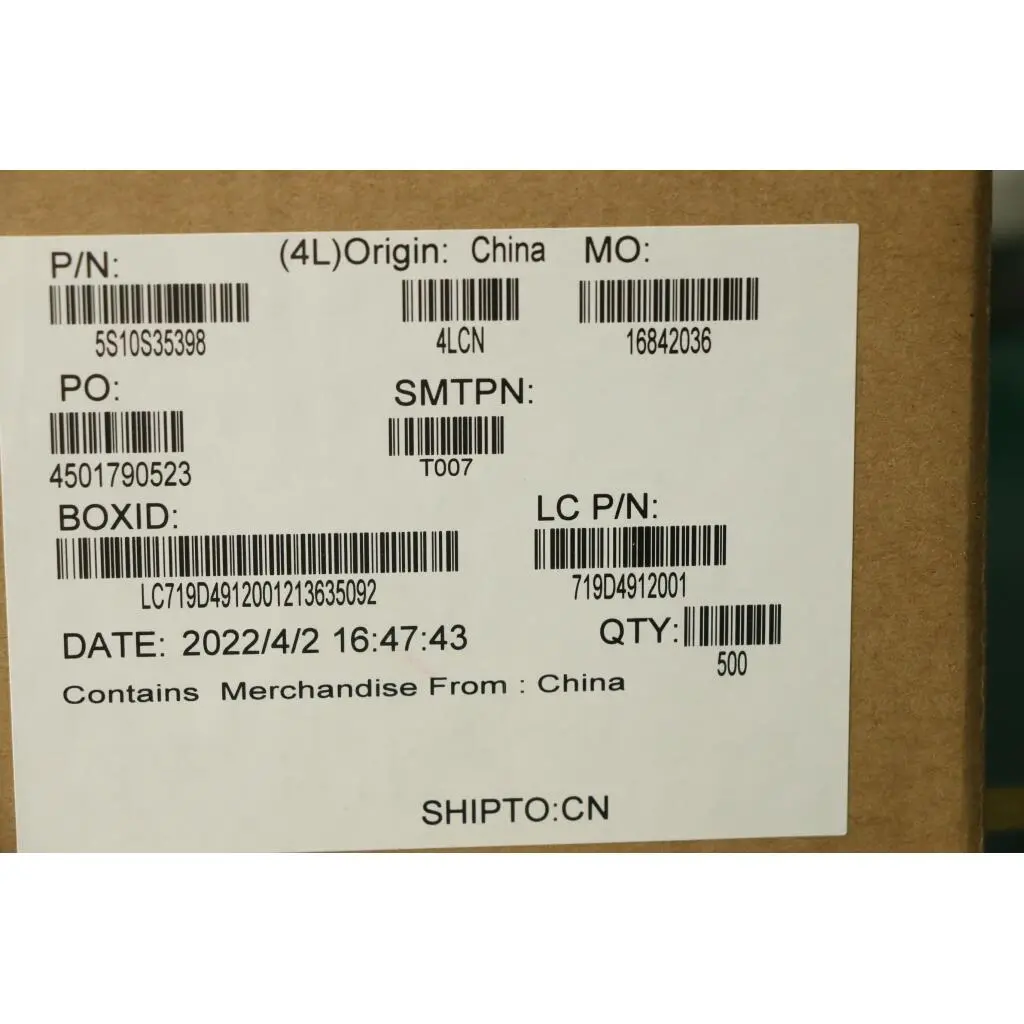 P/N: (4L)Origin: China MO:
5S10S35398 4LCN 16842036
PO: SMTPN:
4501790523 T007
BOXID: LC P/N:
LC719D4912001213635092 719D4912001
DATE: 2022/4/2 16:47:43 QTY:
500
Contains Merchandise From : China
SHIPTO:CN